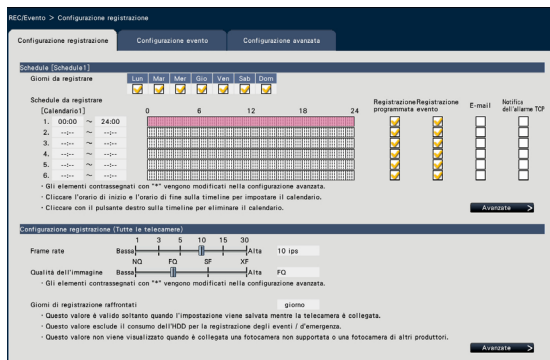 REC/Evento > Configurazione registrazione
Configurazione registrazione Configurazione evento Configurazione avanzata
Schedule [Schedule1]
Giorni da registrare Lun Mar Mer Gio Ven Sab Dom
Schedule da registrare
[Calendario1] 0 6 12 18 24
Registrazione programmata Registrazione evento E-mail Notifica dell'allarme TCP
1. 00:00 ~ 24:00
2. --:-- ~ --:--
3. --:-- ~ --:--
4. --:-- ~ --:--
5. --:-- ~ --:--
6. --:-- ~ --:--
· Gli elementi contrassegnati con "*" vengono modificati nella configurazione avanzata.
· Cliccare l'orario di inizio e l'orario di fine sulla timeline per impostare il calendario.
· Cliccare con il pulsante destro sulla timeline per eliminare il calendario.
Avanzate >
Configurazione registrazione (Tutte le telecamere)
1 3 5 10 15 30
Frame rate Bassa Alta 10 ips
NQ FQ SF XF
Qualità dell'immagine Bassa Alta FQ
· Gli elementi contrassegnati con "*" vengono modificati nella configurazione avanzata.
Giorni di registrazione raffrontati giorno
· Questo valore è valido soltanto quando l'impostazione viene salvata mentre la telecamera è collegata.
· Questo valore esclude il consumo dell'HDD per la registrazione degli eventi / d'emergenza.
· Questo valore non viene visualizzato quando è collegata una fotocamera non supportata o una fotocamera di altri produttori.
Avanzate >